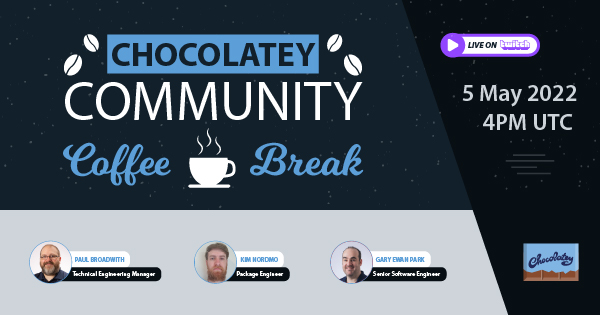 CHOCOLATEY
COMMUNITY
Coffee Break
LIVE ON twitch
5 May 2022
4PM UTC
PAUL BROADWITH
Technical Engineering Manager
KIM NORDMO
Package Engineer
GARY EWAN PARK
Senior Software Engineer
Chocolatey